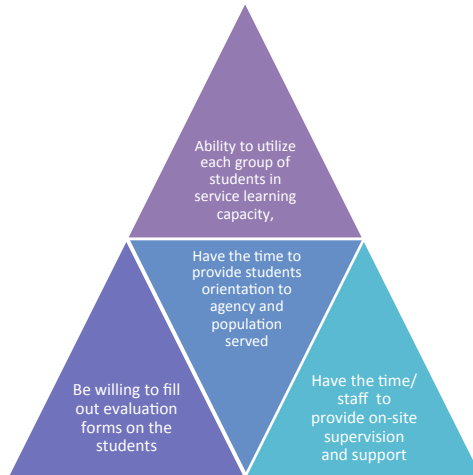 Ability to utilize
each group of
students in
service learning
capacity,
Have the time to
provide students
orientation to
agency and
population
served
Be willing to fill
out evaluation
forms on the
students
Have the time/
staff to
provide on-site
supervision
and support